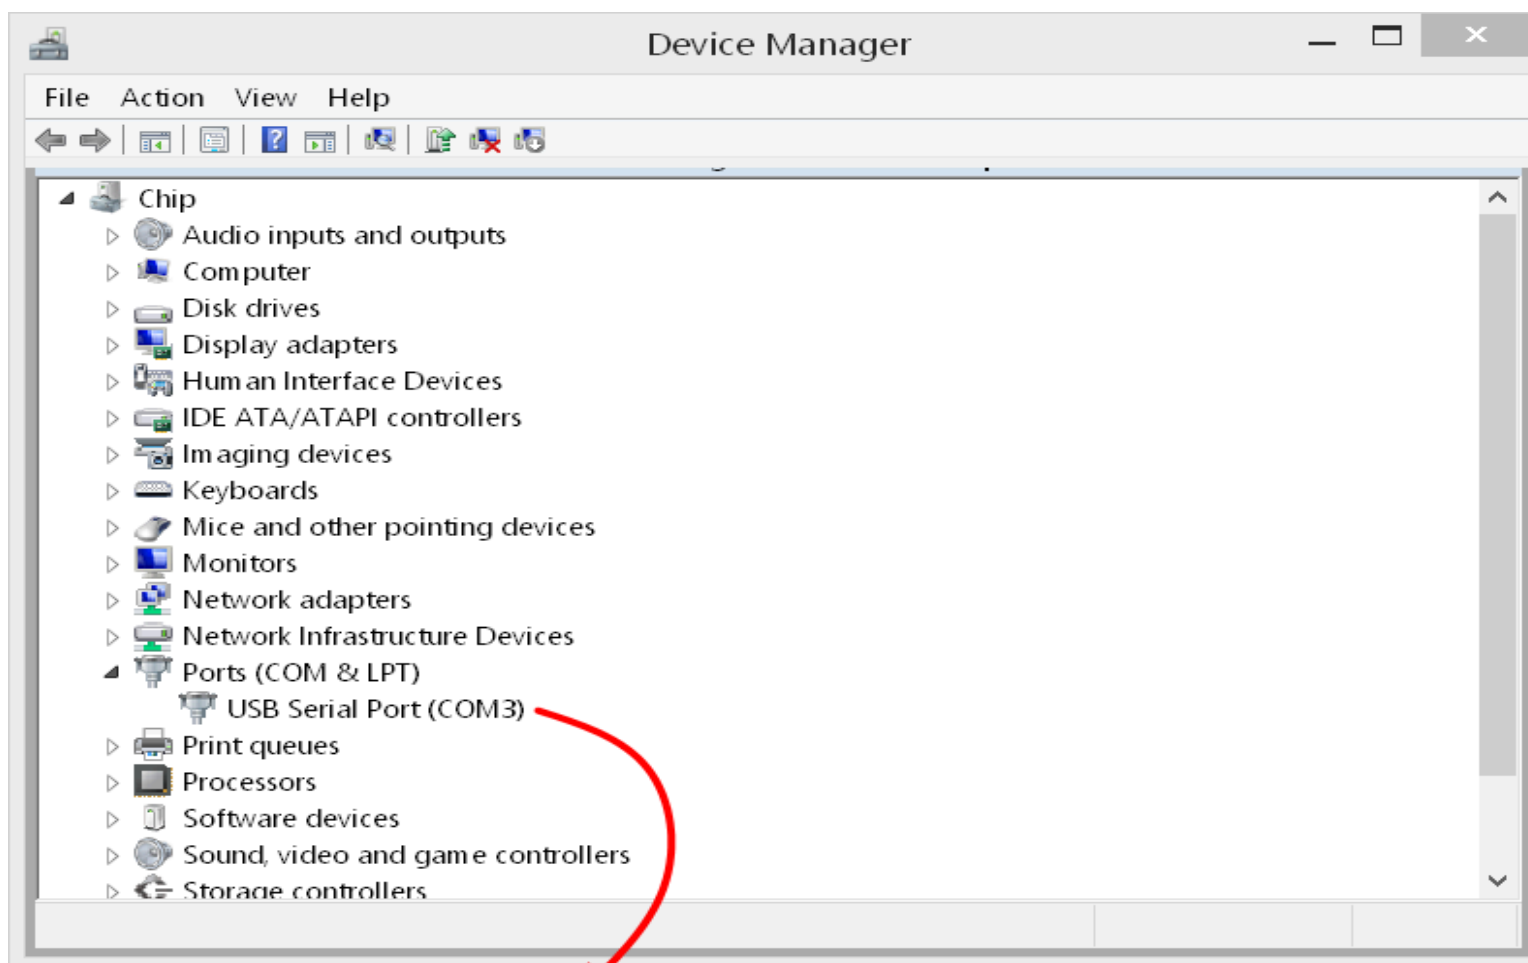 Device Manager
File Action View Help
Chip
Audio inputs and outputs
Computer
Disk drives
Display adapters
Human Interface Devices
IDE ATA/ATAPI controllers
Imaging devices
Keyboards
Mice and other pointing devices
Monitors
Network adapters
Network Infrastructure Devices
Ports (COM & LPT)
USB Serial Port (COM3)
Print queues
Processors
Software devices
Sound, video and game controllers
Storage controllers